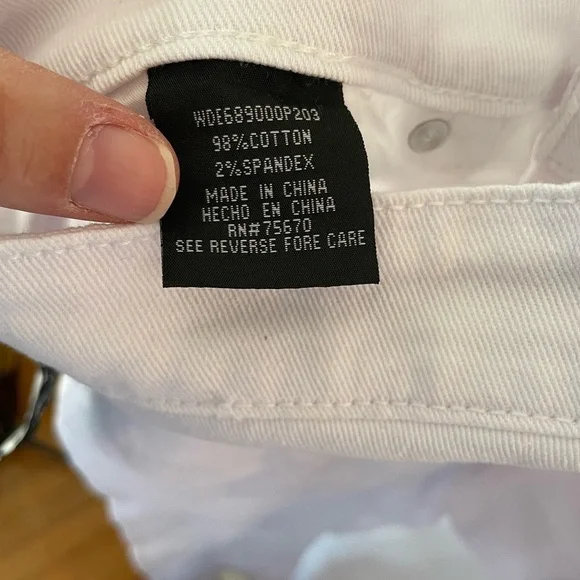 WDE689000P203
98%COTTON
2%SPANDEX
MADE IN CHINA
HECHO EN CHINA
RN#75670
SEE REVERSE FORE CARE